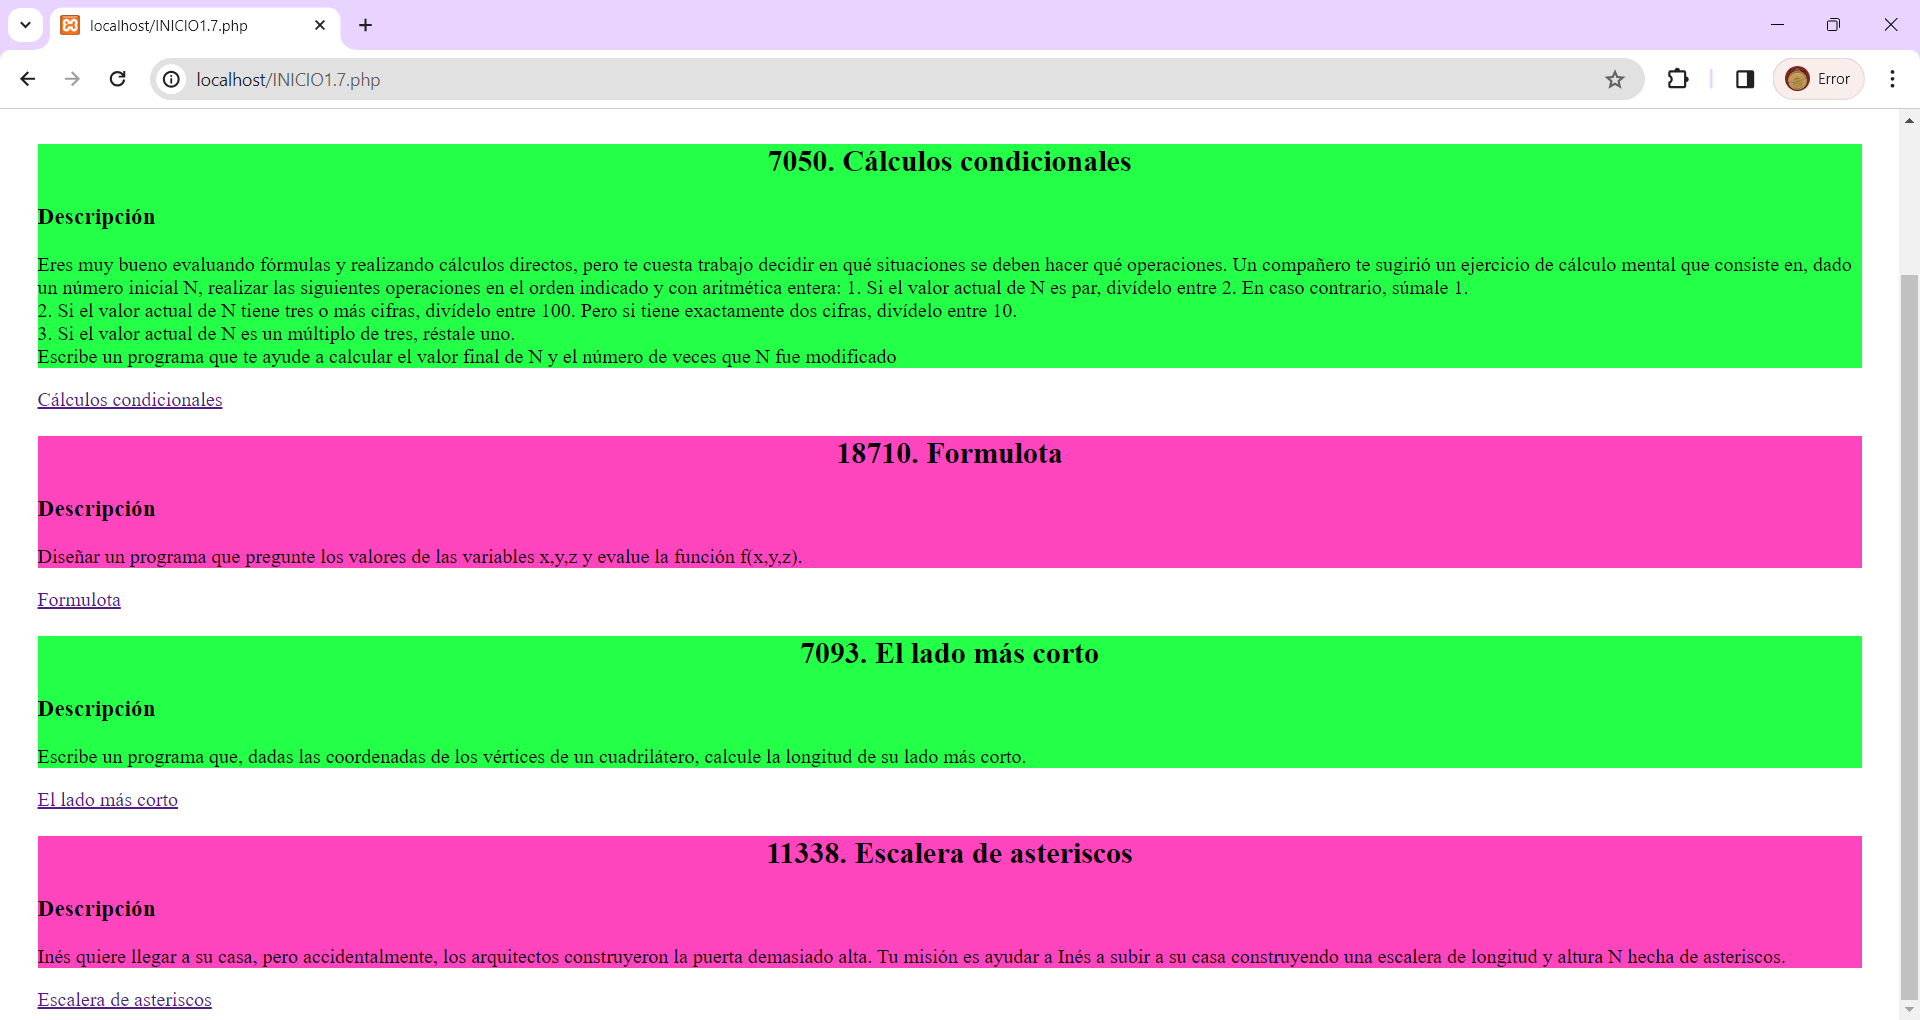 localhost/INICIO1.7.php
localhost/INICIO1.7.php
Error
7050. Cálculos condicionales
Descripción
Eres muy bueno evaluando fórmulas y realizando cálculos directos, pero te cuesta trabajo decidir en qué situaciones se deben hacer qué operaciones. Un compañero te sugirió un ejercicio de cálculo mental que consiste en, dado
un número inicial N, realizar las siguientes operaciones en el orden indicado y con aritmética entera: 1. Si el valor actual de N es par, divídelo entre 2. En caso contrario, súmale 1.
2. Si el valor actual de N tiene tres o más cifras, divídelo entre 100. Pero si tiene exactamente dos cifras, divídelo entre 10.
3. Si el valor actual de N es un múltiplo de tres, réstale uno.
Escribe un programa que te ayude a calcular el valor final de N y el número de veces que N fue modificado
Cálculos condicionales
18710. Formulota
Descripción
Diseñar un programa que pregunte los valores de las variables x,y,z y evalue la función f(x,y,z).
Formulota
7093. El lado más corto
Descripción
Escribe un programa que, dadas las coordenadas de los vértices de un cuadrilátero, calcule la longitud de su lado más corto.
El lado más corto
11338. Escalera de asteriscos
Descripción
Inés quiere llegar a su casa, pero accidentalmente, los arquitectos construyeron la puerta demasiado alta. Tu misión es ayudar a Inés a subir a su casa construyendo una escalera de longitud y altura N hecha de asteriscos.
Escalera de asteriscos